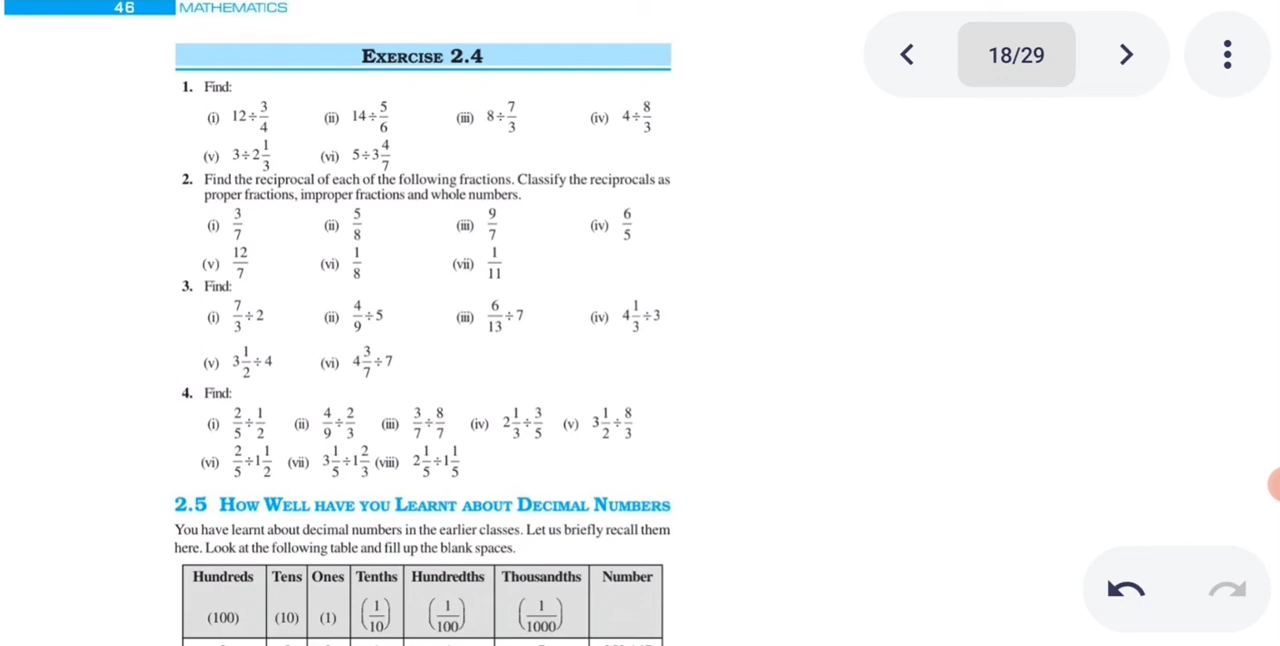 46 MATHEMATICS
18/29
EXERCISE 2.4
1. Find:
(i) 12÷3/4 (ii) 14÷5/6 (iii) 8÷7/3 (iv) 4÷8/3
(v) 3÷2 1/3 (vi) 5÷3 4/7
2. Find the reciprocal of each of the following fractions. Classify the reciprocals as
proper fractions, improper fractions and whole numbers.
(i) 3/7 (ii) 5/8 (iii) 9/7 (iv) 6/5
(v) 12/7 (vi) 1/8 (vii) 1/11
3. Find:
(i) 7/3÷2 (ii) 4/9÷5 (iii) 6/13÷7 (iv) 4 1/3÷3
(v) 3 1/2÷4 (vi) 4 3/7÷7
4. Find:
(i) 2/5÷1/2 (ii) 4/9÷2/3 (iii) 3/7÷8/7 (iv) 2 1/3÷3/5 (v) 3 1/2÷8/3
(vi) 2/5÷1 1/2 (vii) 3 1/5÷1 2/3 (viii) 2 1/5÷1 1/5
2.5 HOW WELL HAVE YOU LEARNT ABOUT DECIMAL NUMBERS
You have learnt about decimal numbers in the earlier classes. Let us briefly recall them
here. Look at the following table and fill up the blank spaces.
Hundreds Tens Ones Tenths Hundredths Thousandths Number
(100) (10) (1) (1/10) (1/100) (1/1000)